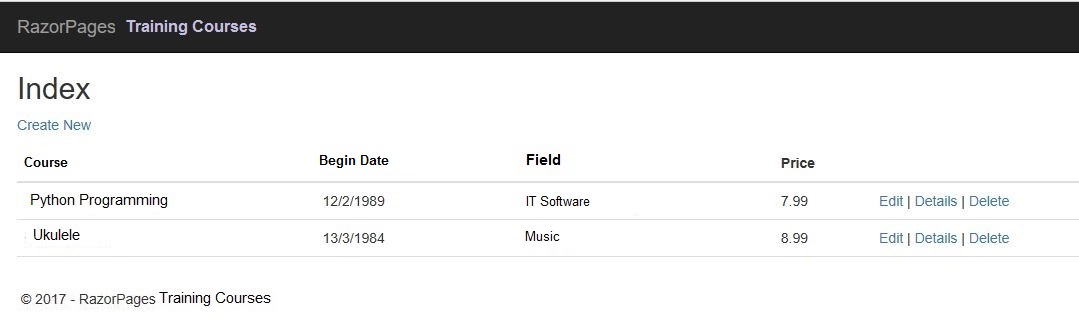 RazorPages Training Courses
Index
Create New
Course Begin Date Field Price
Python Programming 12/2/1989 IT Software 7.99 Edit | Details | Delete
Ukulele 13/3/1984 Music 8.99 Edit | Details | Delete
© 2017 - RazorPages Training Courses